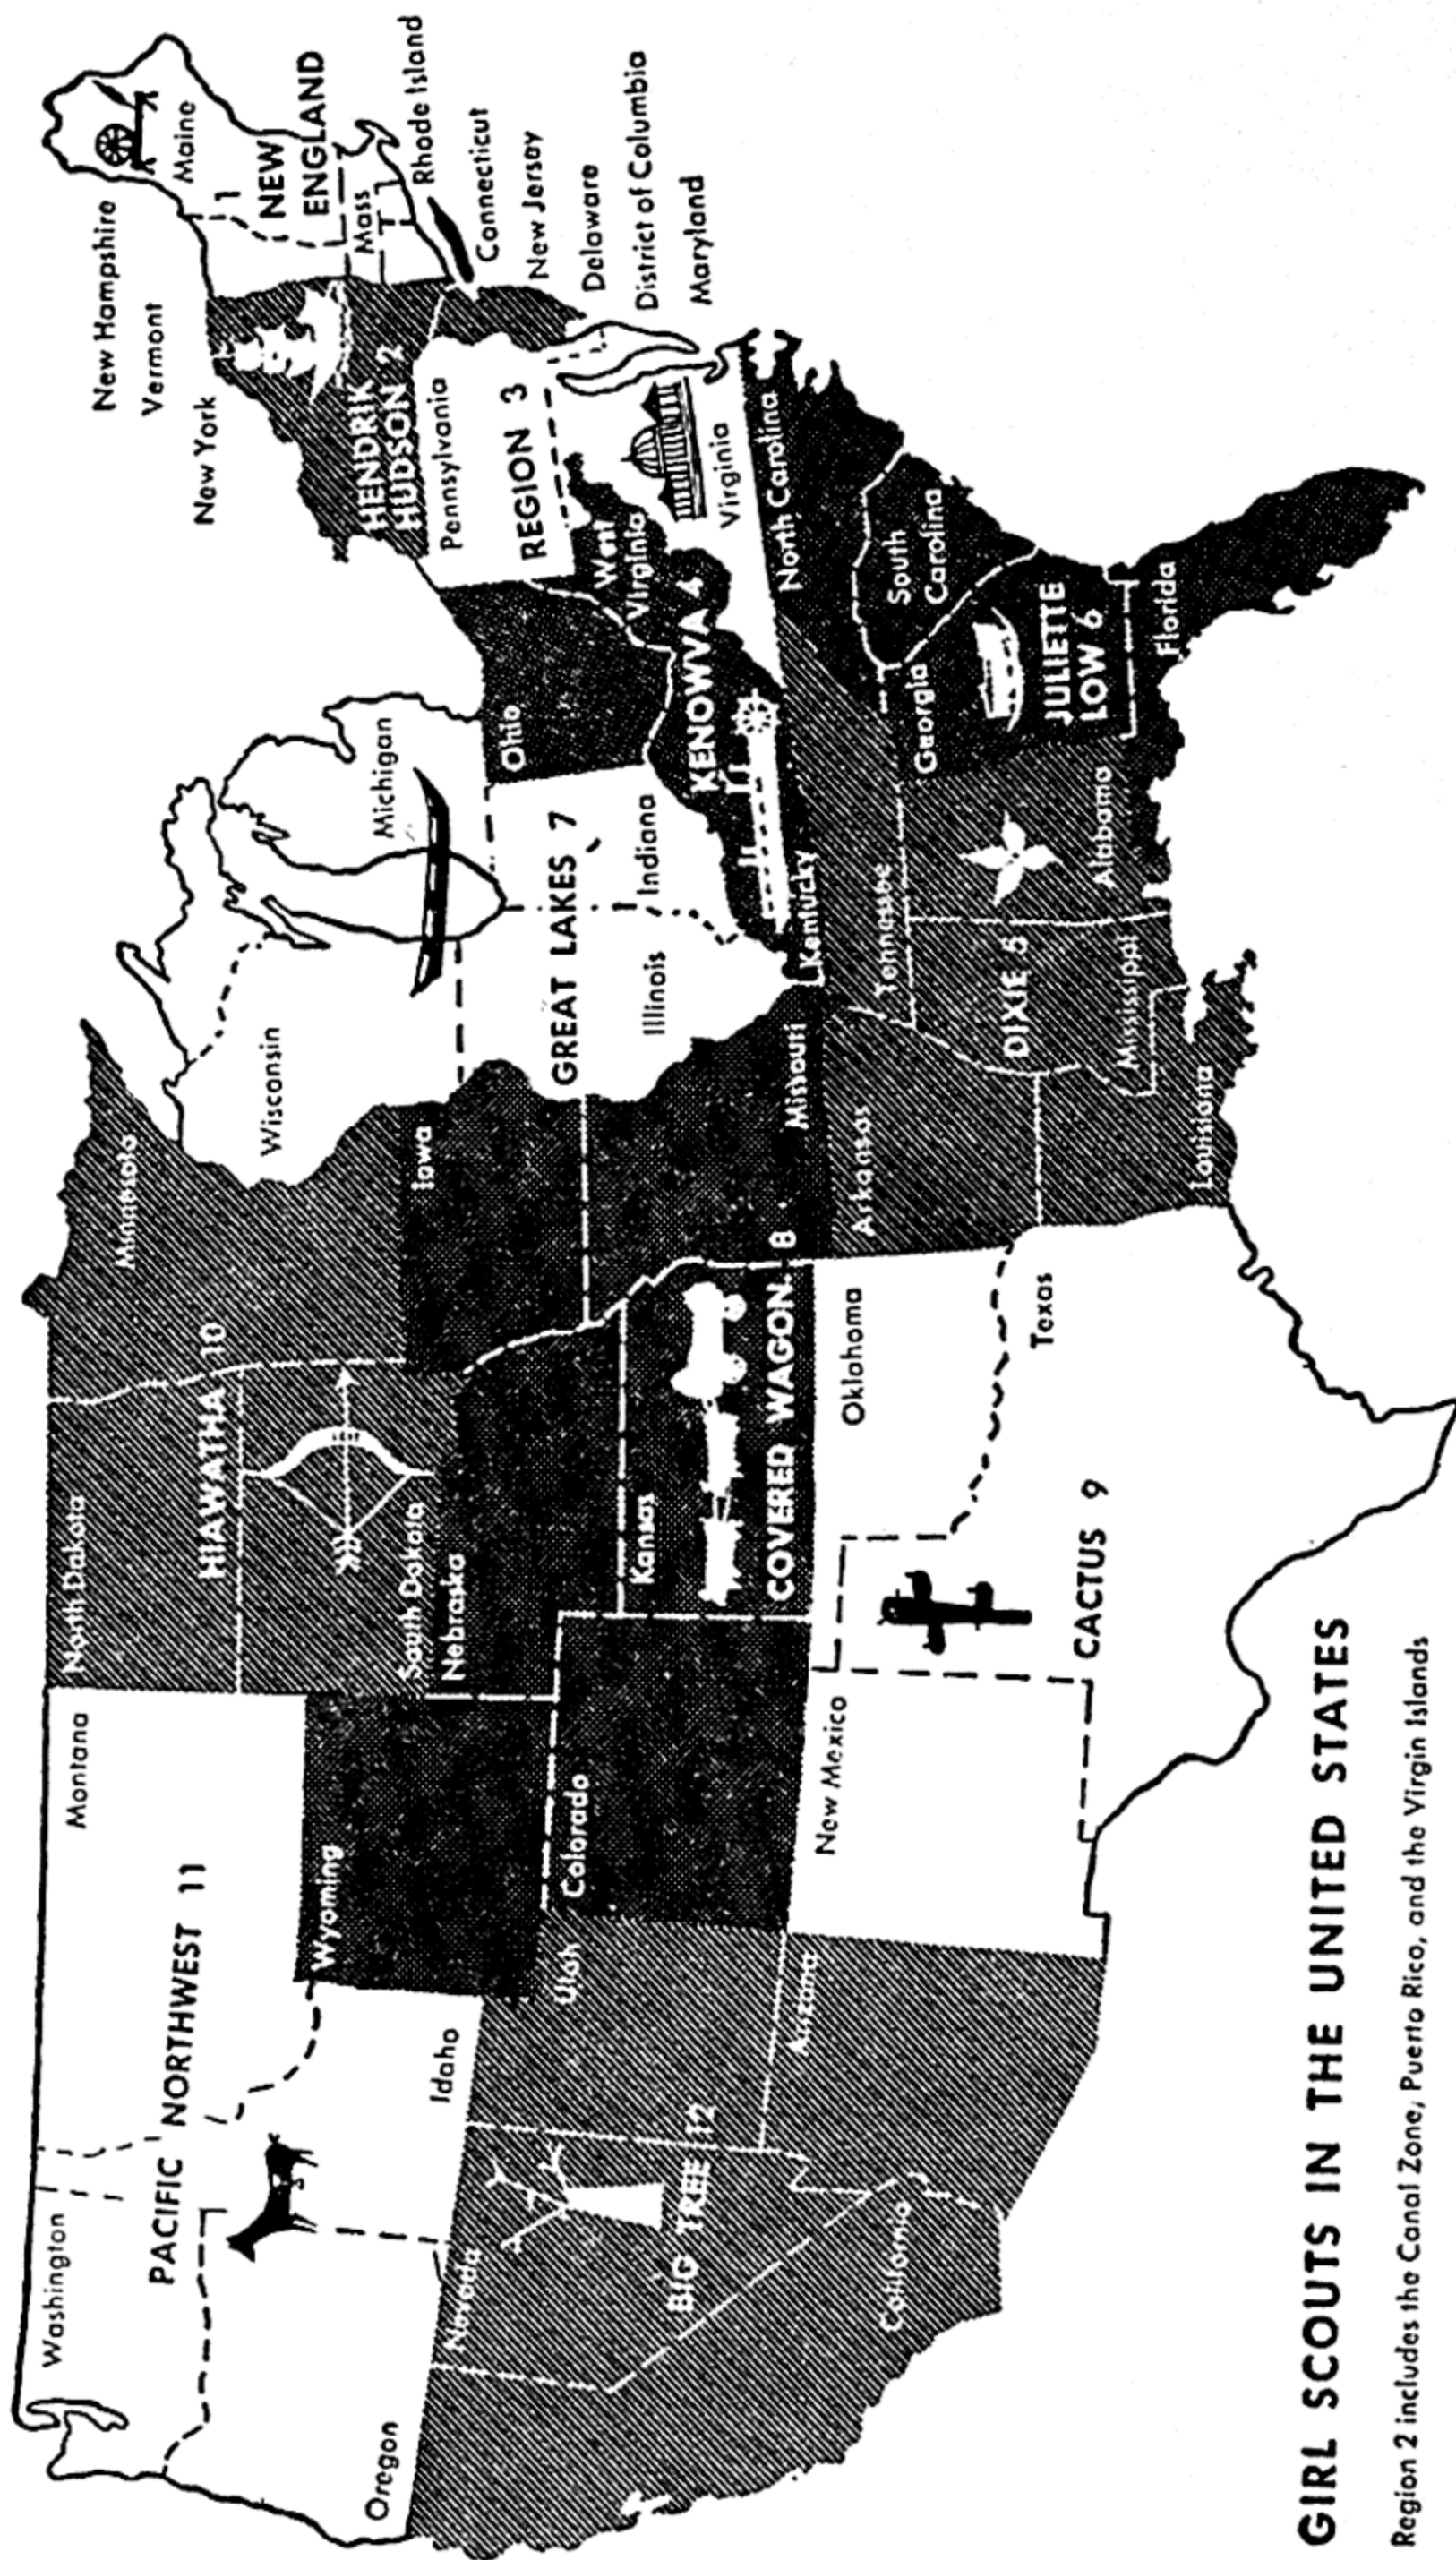 Washington
Montana
North Dakota
Minnesota
PACIFIC NORTHWEST 11
HIAWATHA 10
Oregon
Idaho
Wyoming
South Dakota
Nebraska
Iowa
Wisconsin
Michigan
New Hampshire
Vermont
New York
Maine
1
NEW
ENGLAND
Mass
Rhode Island
Connecticut
New Jersey
Delaware
District of Columbia
Maryland
HENDRIK
HUDSON 2
Pennsylvania
REGION 3
West
Virginia
Virginia
Ohio
KENOWVA 4
GREAT LAKES 7
Indiana
Illinois
Kentucky
Missouri
Nevada
Utah
Colorado
Kansas
COVERED WAGON 8
BIG TREE 12
California
Arizona
New Mexico
Oklahoma
Texas
CACTUS 9
Arkansas
Tennessee
North Carolina
South
Carolina
Georgia
JULIETTE
LOW 6
Florida
DIXIE 5
Alabama
Mississippi
Louisiana
GIRL SCOUTS IN THE UNITED STATES
Region 2 includes the Canal Zone, Puerto Rico, and the Virgin Islands